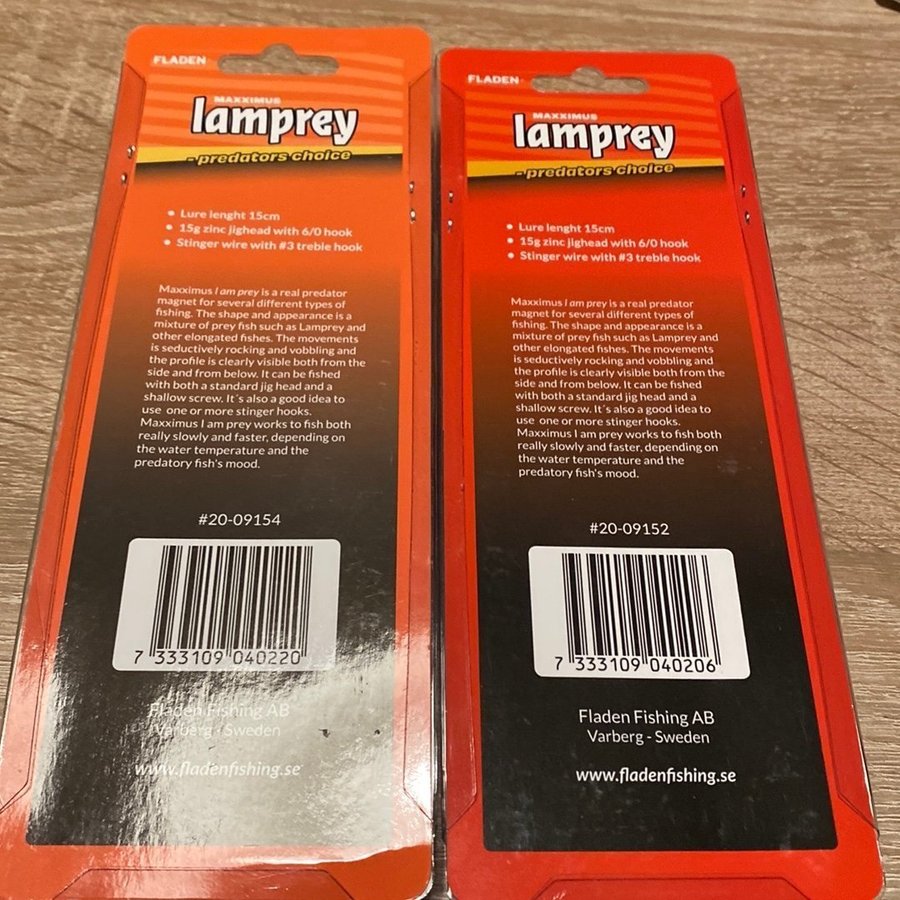 FLADEN
MAXXIMUS
lamprey
- predators choice
• Lure lenght 15cm
• 15g zinc jighead with 6/0 hook
• Stinger wire with #3 treble hook
Maxximus I am prey is a real predator
magnet for several different types of
fishing. The shape and appearance is a
mixture of prey fish such as Lamprey and
other elongated fishes. The movements
is seductively rocking and vobbling and
the profile is clearly visible both from the
side and from below. It can be fished
with both a standard jig head and a
shallow screw. It´s also a good idea to
use one or more stinger hooks.
Maxximus I am prey works to fish both
really slowly and faster, depending on
the water temperature and the
predatory fish's mood.
#20-09154
7 333109 040220
Fladen Fishing AB
Varberg - Sweden
www.fladenfishing.se
FLADEN
MAXXIMUS
lamprey
- predators choice
• Lure lenght 15cm
• 15g zinc jighead with 6/0 hook
• Stinger wire with #3 treble hook
Maxximus I am prey is a real predator
magnet for several different types of
fishing. The shape and appearance is a
mixture of prey fish such as Lamprey and
other elongated fishes. The movements
is seductively rocking and vobbling and
the profile is clearly visible both from the
side and from below. It can be fished
with both a standard jig head and a
shallow screw. It´s also a good idea to
use one or more stinger hooks.
Maxximus I am prey works to fish both
really slowly and faster, depending on
the water temperature and the
predatory fish's mood.
#20-09152
7 333109 040206
Fladen Fishing AB
Varberg - Sweden
www.fladenfishing.se